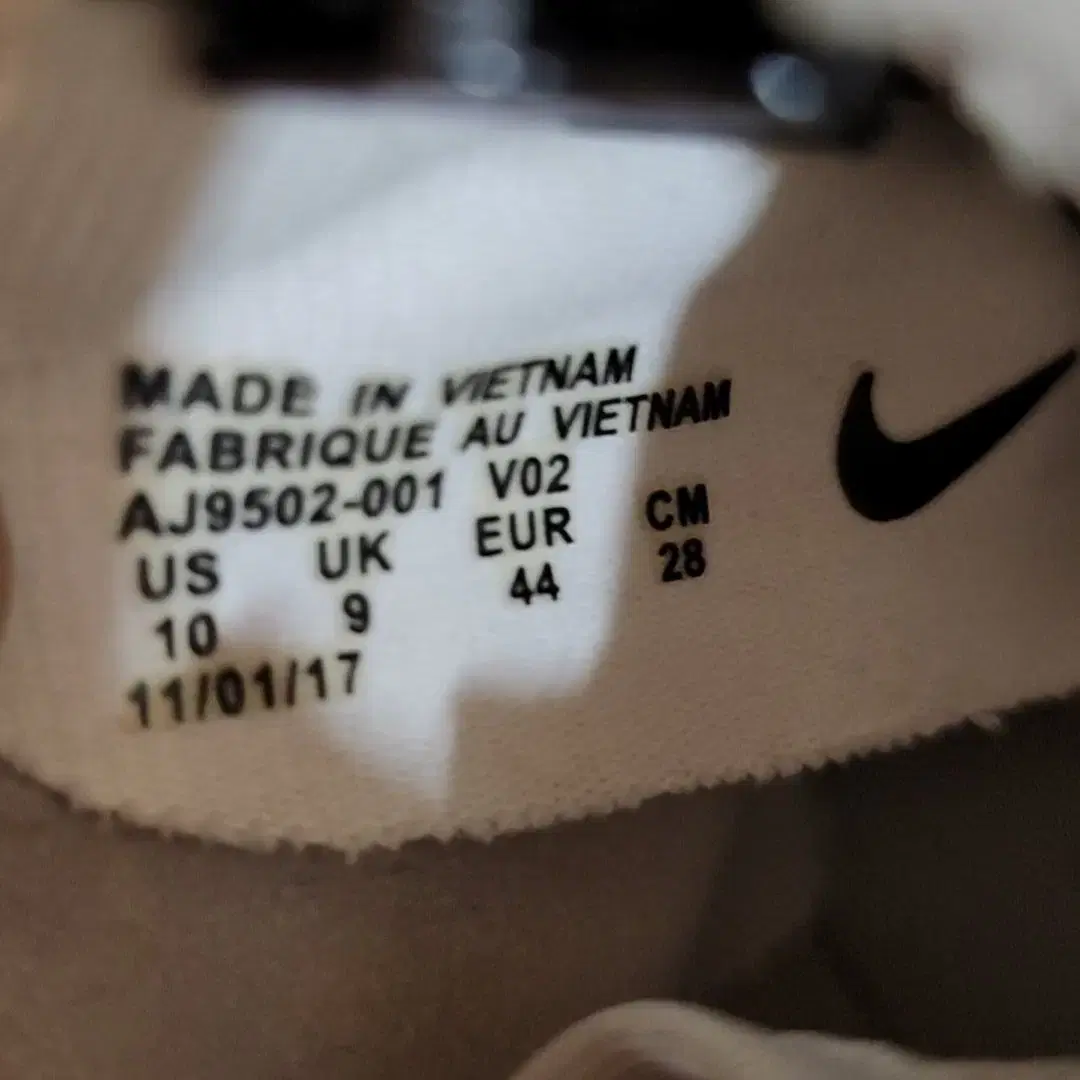 MADE IN VIETNAM
FABRIQUE AU VIETNAM
AJ9502-001 V02
US UK EUR CM
10 9 44 28
11/01/17